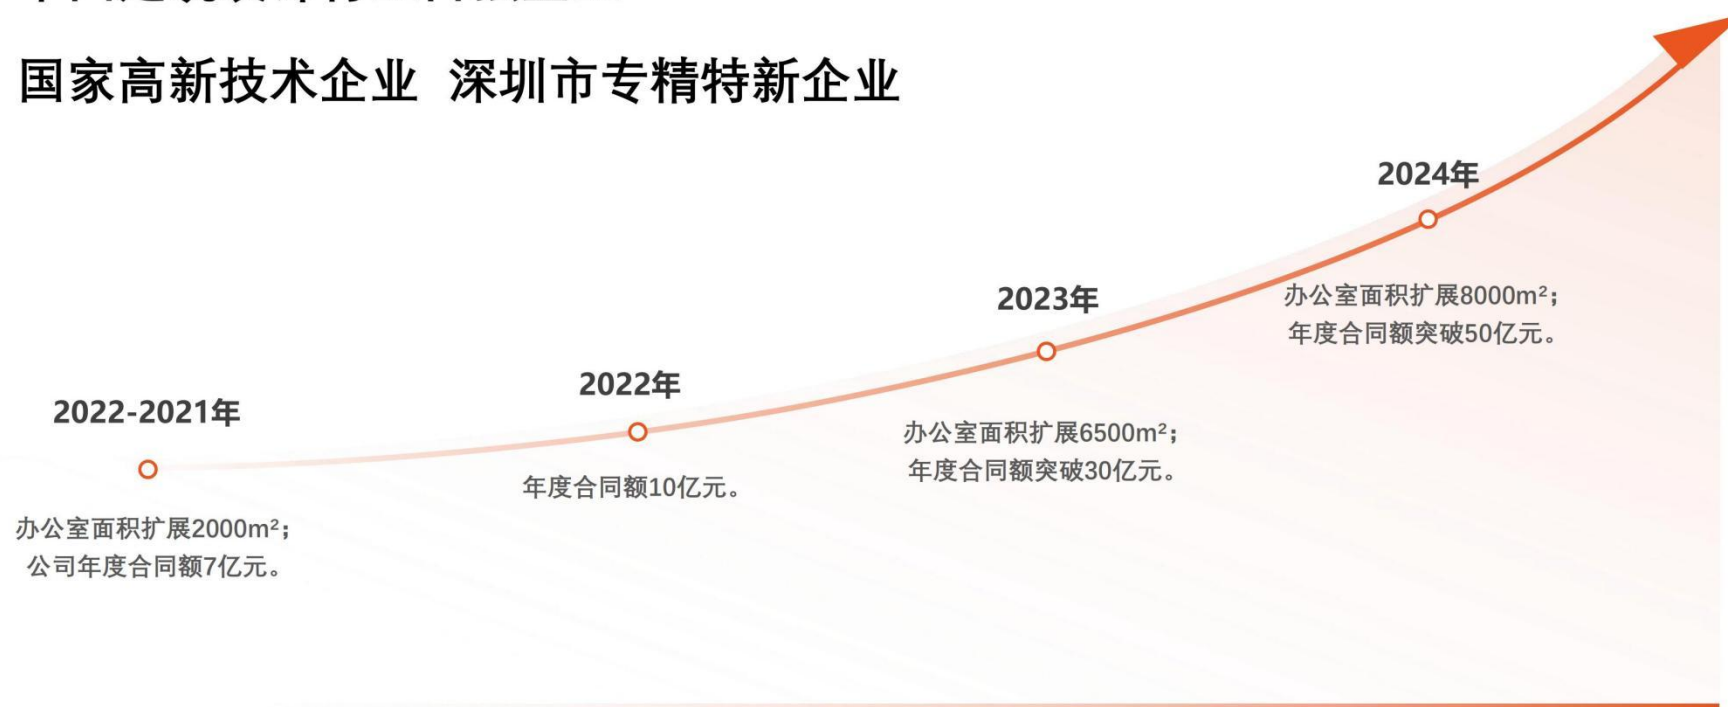 国家高新技术企业 深圳市专精特新企业
2024年
办公室面积扩展8000m²；
年度合同额突破50亿元。
2023年
办公室面积扩展6500m²；
年度合同额突破30亿元。
2022年
年度合同额10亿元。
2022-2021年
办公室面积扩展2000m²；
公司年度合同额7亿元。